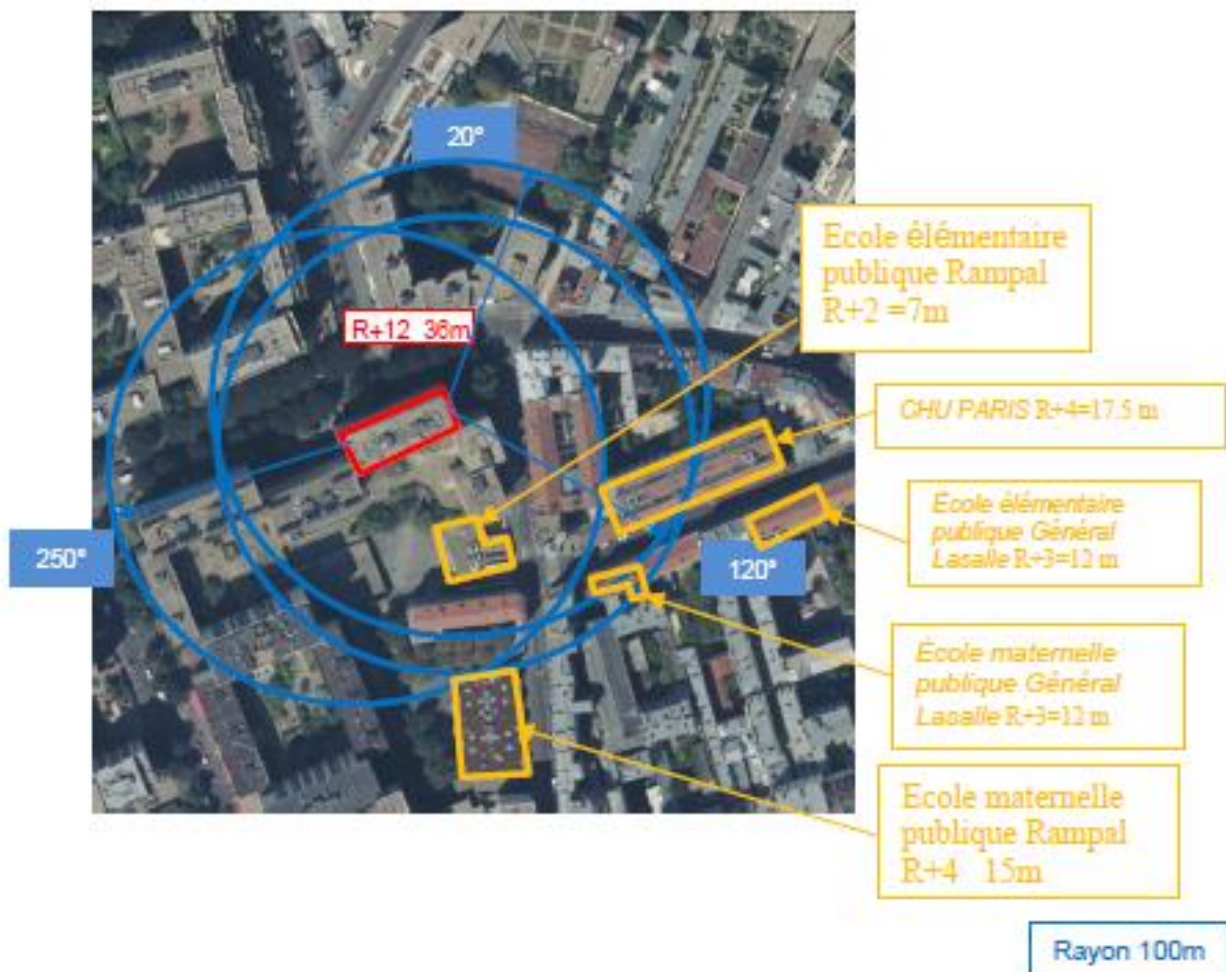 20°
Ecole élémentaire
publique Rampal
R+2 =7m
R+12 36m
CHU PARIS R+4=17.5 m
École élémentaire
publique Général
Lasalle R+3=12 m
250°
120°
École maternelle
publique Général
Lasalle R+3=12 m
Ecole maternelle
publique Rampal
R+4 15m
Rayon 100m